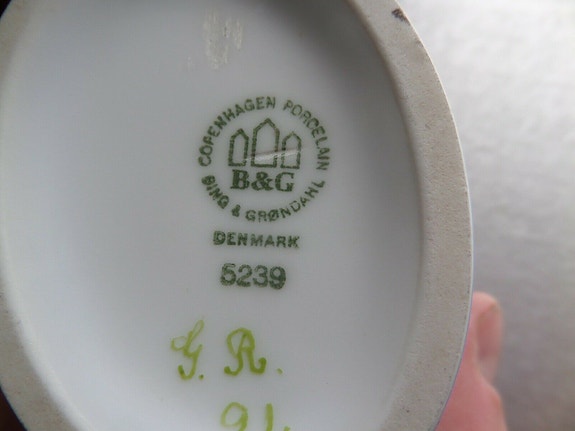 COPENHAGEN PORCELAIN
B&G
BING & GRØNDAHL
DENMARK
5239
G. R.